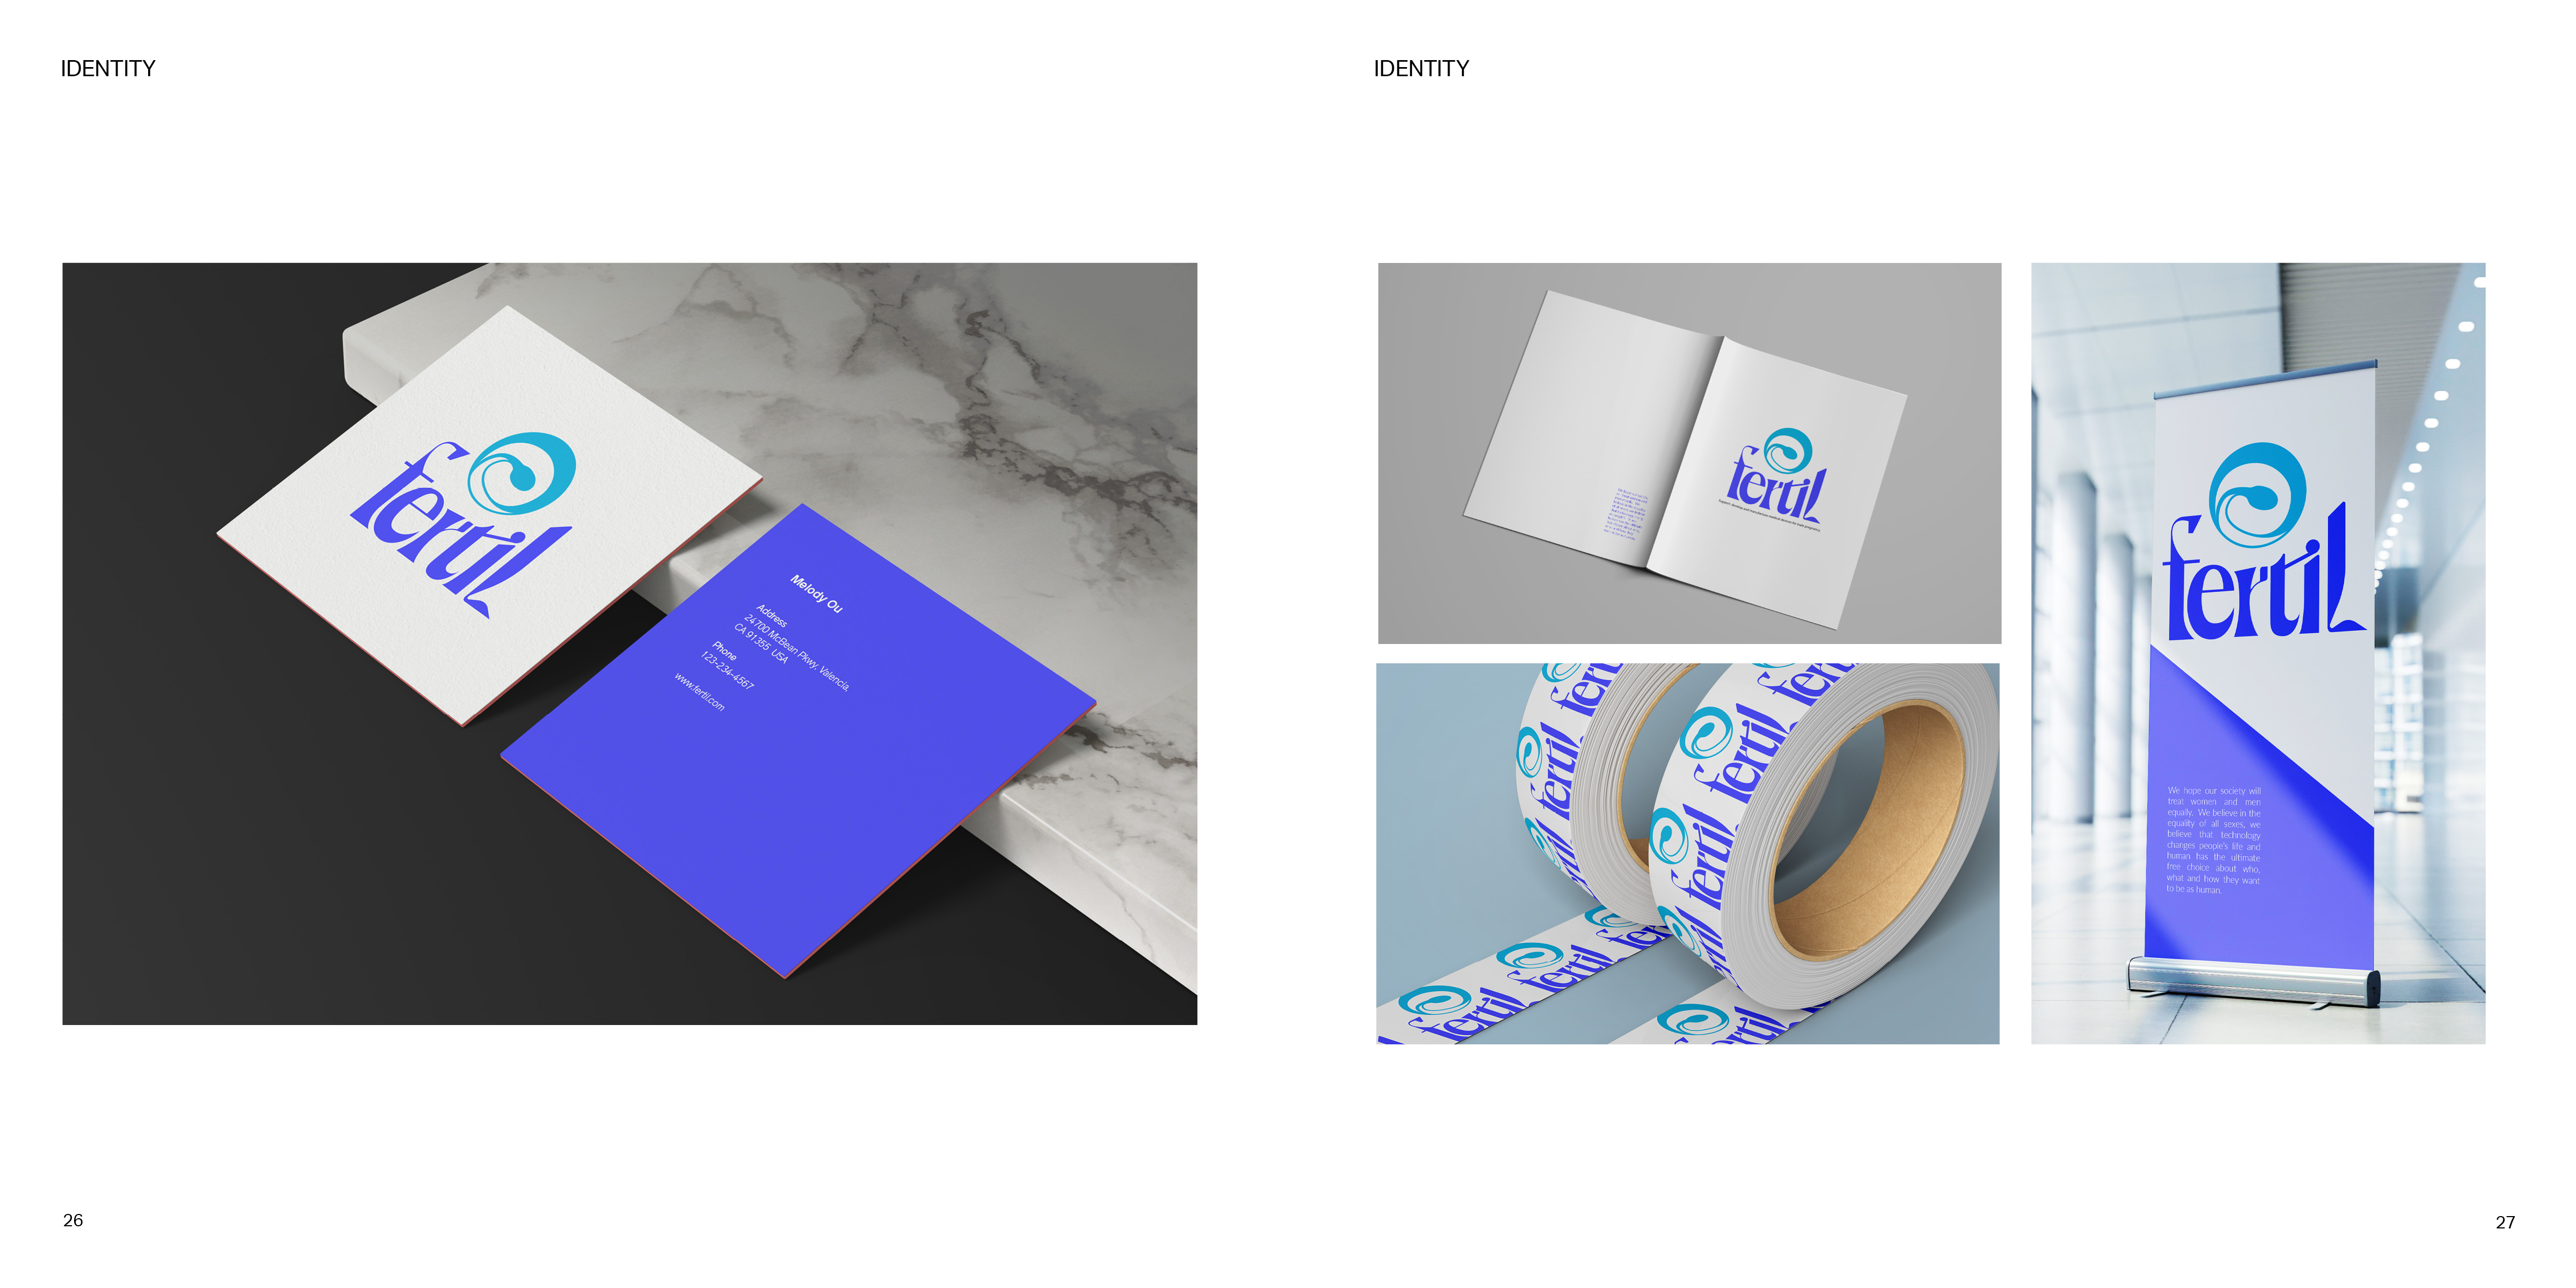 IDENTITY
fertil
Melody Ou
Address
24700 McBean Pkwy, Valencia,
CA 91355 USA
Phone
123-234-4567
www.fertil.com
26
IDENTITY
fertil
fertil
fertil
fertil
fertil
fertil
fertil
fertil
fertil
We hope our society will
treat women and men
equally. We believe in the
equality of all sexes, we
believe that technology
changes people's life and
human has the ultimate
free choice about who,
what and how they want
to be as human.
27